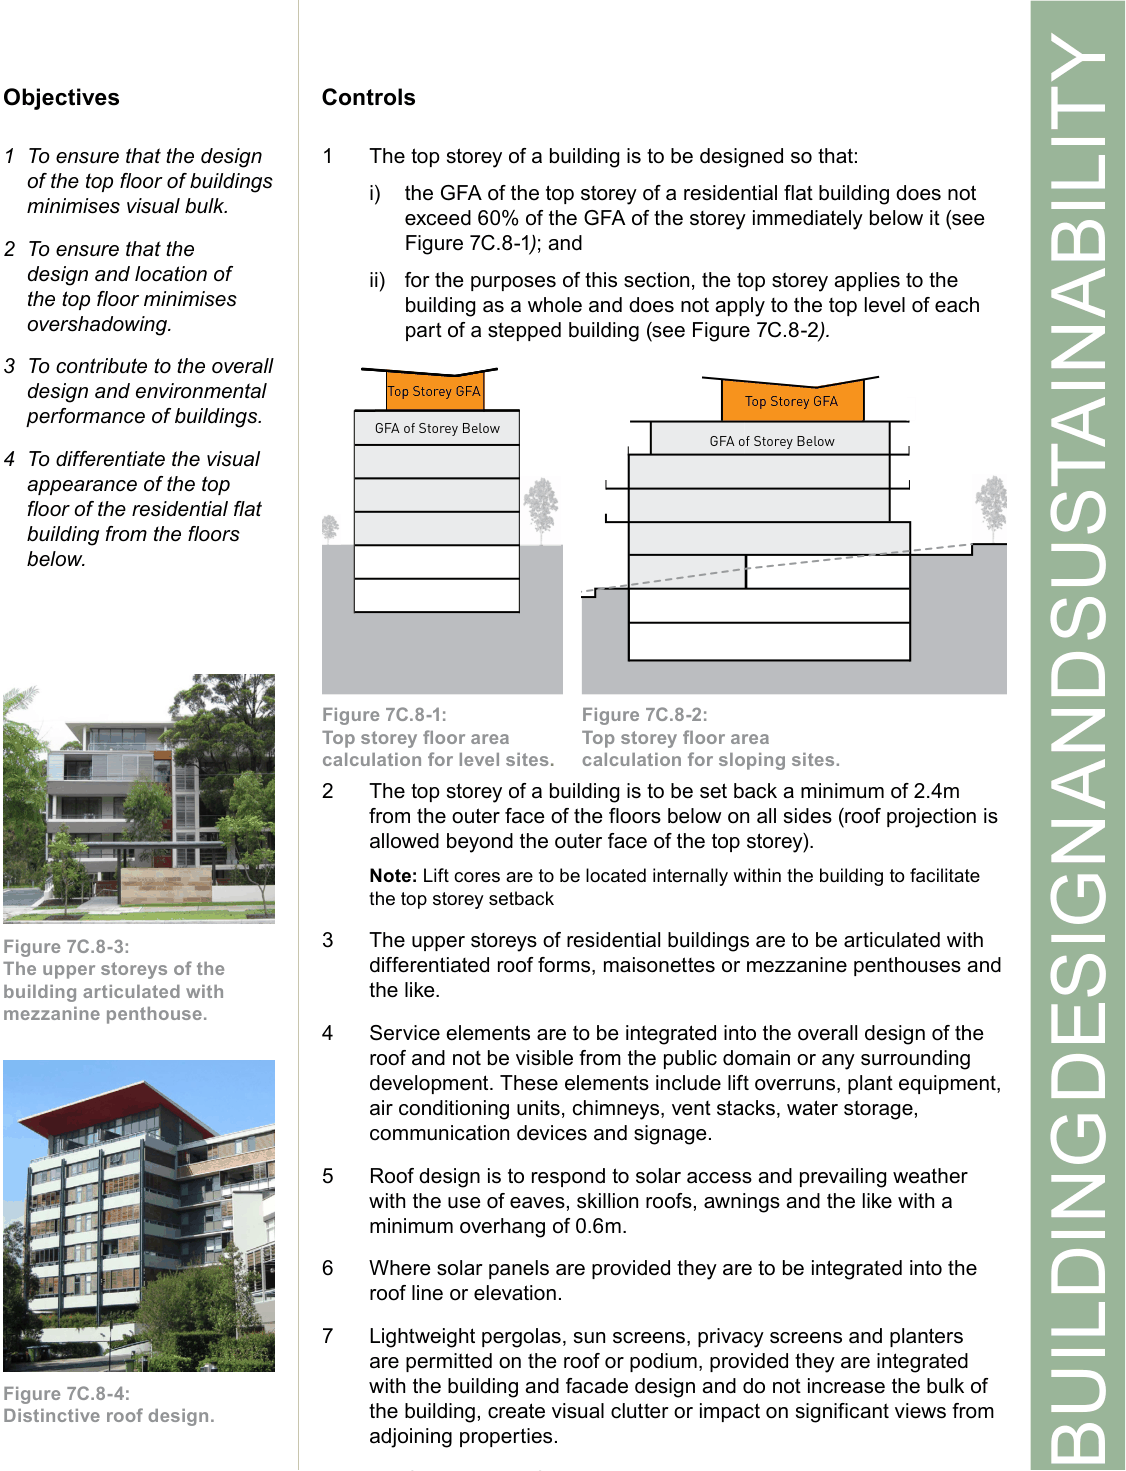 Objectives
1 To ensure that the design
of the top floor of buildings
minimises visual bulk.
2 To ensure that the
design and location of
the top floor minimises
overshadowing.
3 To contribute to the overall
design and environmental
performance of buildings.
4 To differentiate the visual
appearance of the top
floor of the residential flat
building from the floors
below.
Figure 7C.8-3:
The upper storeys of the
building articulated with
mezzanine penthouse.
Figure 7C.8-4:
Distinctive roof design.
Controls
1 The top storey of a building is to be designed so that:
i) the GFA of the top storey of a residential flat building does not
exceed 60% of the GFA of the storey immediately below it (see
Figure 7C.8-1); and
ii) for the purposes of this section, the top storey applies to the
building as a whole and does not apply to the top level of each
part of a stepped building (see Figure 7C.8-2).
Top Storey GFA
GFA of Storey Below
Top Storey GFA
GFA of Storey Below
Figure 7C.8-1:
Top storey floor area
calculation for level sites.
Figure 7C.8-2:
Top storey floor area
calculation for sloping sites.
2 The top storey of a building is to be set back a minimum of 2.4m
from the outer face of the floors below on all sides (roof projection is
allowed beyond the outer face of the top storey).
Note: Lift cores are to be located internally within the building to facilitate
the top storey setback
3 The upper storeys of residential buildings are to be articulated with
differentiated roof forms, maisonettes or mezzanine penthouses and
the like.
4 Service elements are to be integrated into the overall design of the
roof and not be visible from the public domain or any surrounding
development. These elements include lift overruns, plant equipment,
air conditioning units, chimneys, vent stacks, water storage,
communication devices and signage.
5 Roof design is to respond to solar access and prevailing weather
with the use of eaves, skillion roofs, awnings and the like with a
minimum overhang of 0.6m.
6 Where solar panels are provided they are to be integrated into the
roof line or elevation.
7 Lightweight pergolas, sun screens, privacy screens and planters
are permitted on the roof or podium, provided they are integrated
with the building and facade design and do not increase the bulk of
the building, create visual clutter or impact on significant views from
adjoining properties.
BUILDINGDESIGNANDSUSTAINABILITY